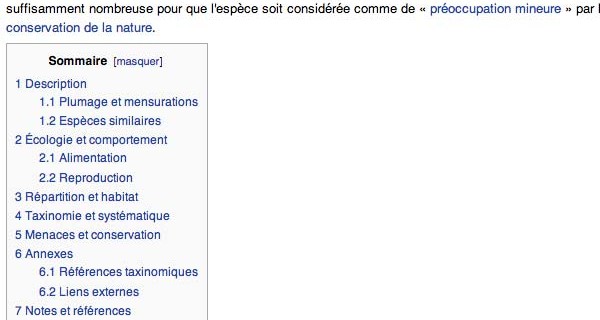 suffisamment nombreuse pour que l'espèce soit considérée comme de « préoccupation mineure » par l
conservation de la nature.
Sommaire [masquer]
1 Description
1.1 Plumage et mensurations
1.2 Espèces similaires
2 Écologie et comportement
2.1 Alimentation
2.2 Reproduction
3 Répartition et habitat
4 Taxinomie et systématique
5 Menaces et conservation
6 Annexes
6.1 Références taxinomiques
6.2 Liens externes
7 Notes et références